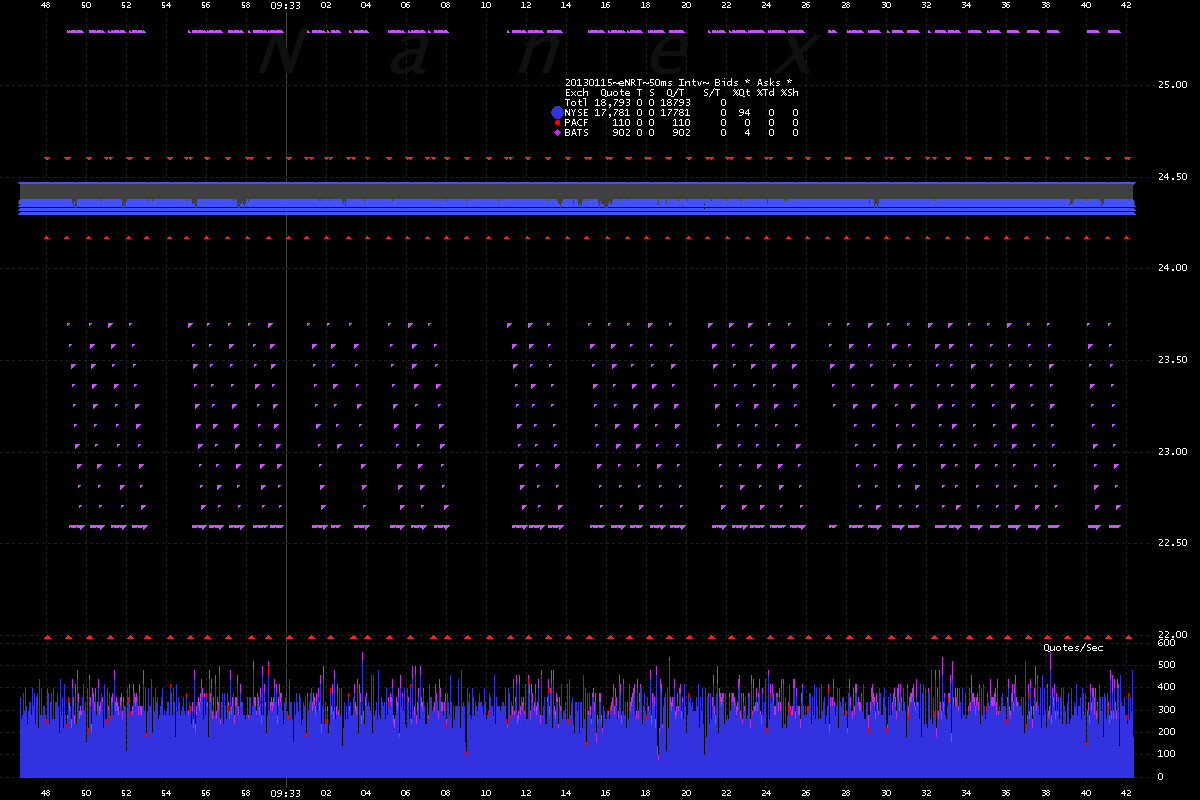 48 50 52 54 56 58 09:33 02 04 06 08 10 12 14 16 18 20 22 24 26 28 30 32 34 36 38 40 42
Nanex
20130115~eNRT~50ms Intv~ Bids * Asks *
Exch Quote T S Q/T S/T %Qt %Td %Sh
Totl 18,793 0 0 18793 0
NYSE 17,781 0 0 17781 0 94 0 0
PACF 110 0 0 110 0 0 0 0
BATS 902 0 0 902 0 4 0 0
25.00
24.50
24.00
23.50
23.00
22.50
22.00
600
Quotes/Sec
500
400
300
200
100
0
48 50 52 54 56 58 09:33 02 04 06 08 10 12 14 16 18 20 22 24 26 28 30 32 34 36 38 40 42